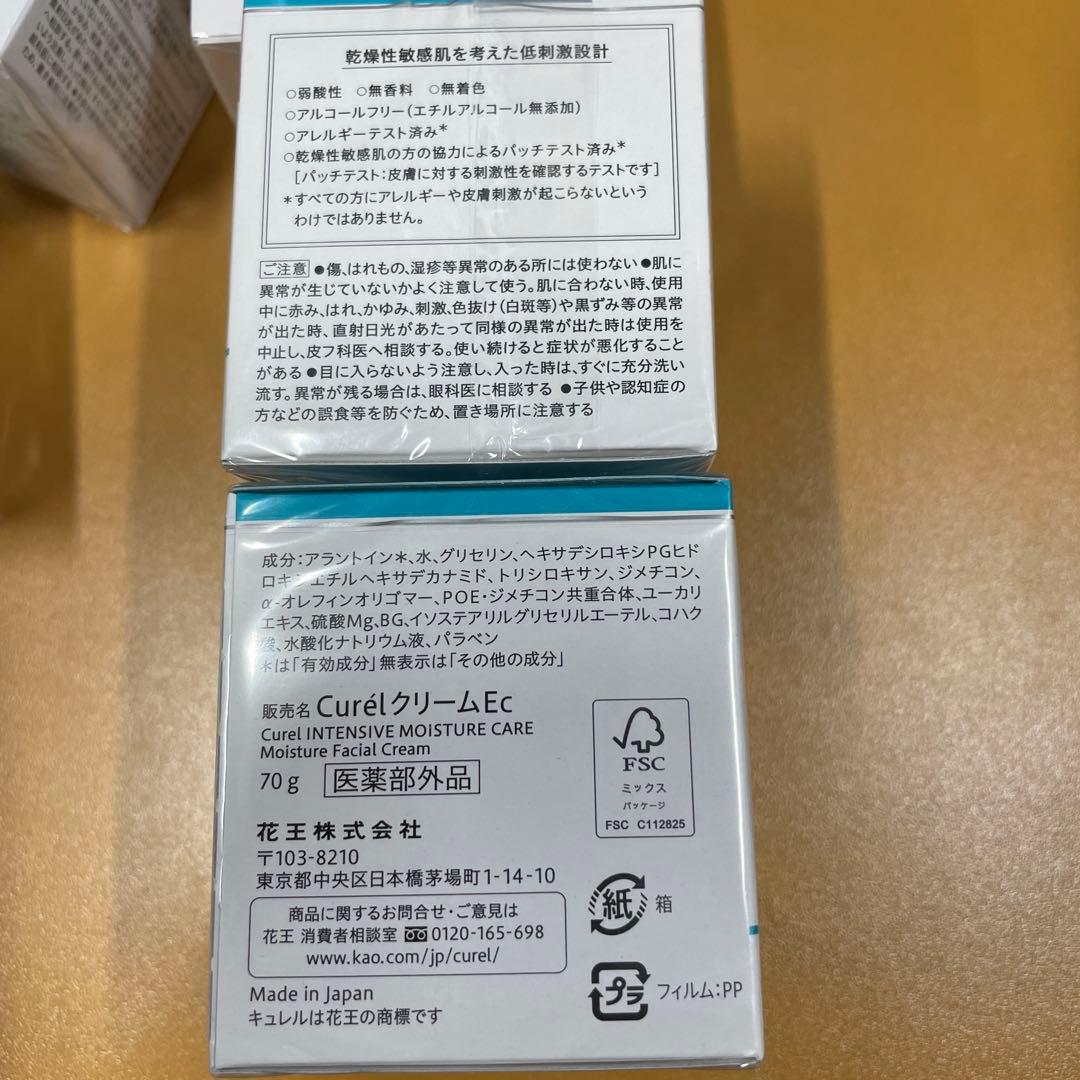 乾燥性敏感肌を考えた低刺激設計
○弱酸性 ○無香料 ○無着色
○アルコールフリー(エチルアルコール無添加)
○アレルギーテスト済み*
○乾燥性敏感肌の方の協力によるパッチテスト済み*
[パッチテスト:皮膚に対する刺激性を確認するテストです]
*すべての方にアレルギーや皮膚刺激が起こらないという
わけではありません。
ご注意 ●傷、はれもの、湿疹等異常のある所には使わない ●肌に
異常が生じていないかよく注意して使う。肌に合わない時、使用
中に赤み、はれ、かゆみ、刺激、色抜け(白斑等)や黒ずみ等の異常
が出た時、直射日光があたって同様の異常が出た時は使用を
中止し、皮フ科医へ相談する。使い続けると症状が悪化すること
がある ●目に入らないよう注意し、入った時は、すぐに充分洗い
流す。異常が残る場合は、眼科医に相談する ●子供や認知症の
方などの誤食等を防ぐため、置き場所に注意する
成分:アラントイン*、水、グリセリン、ヘキサデシロキシPGヒド
ロキシエチルヘキサデカナミド、トリシロキサン、ジメチコン、
α-オレフィンオリゴマー、POE・ジメチコン共重合体、ユーカリ
エキス、硫酸Mg、BG、イソステアリルグリセリルエーテル、コハク
酸、水酸化ナトリウム液、パラベン
*は「有効成分」無表示は「その他の成分」
販売名 CurélクリームEc
Curel INTENSIVE MOISTURE CARE
Moisture Facial Cream
70g 医薬部外品
FSC
ミックス
パッケージ
FSC C112825
花王株式会社
〒103-8210
東京都中央区日本橋茅場町1-14-10
商品に関するお問合せ・ご意見は
花王 消費者相談室 0120-165-698
www.kao.com/jp/curel/
紙 箱
プラ フィルム:PP
Made in Japan
キュレルは花王の商標です